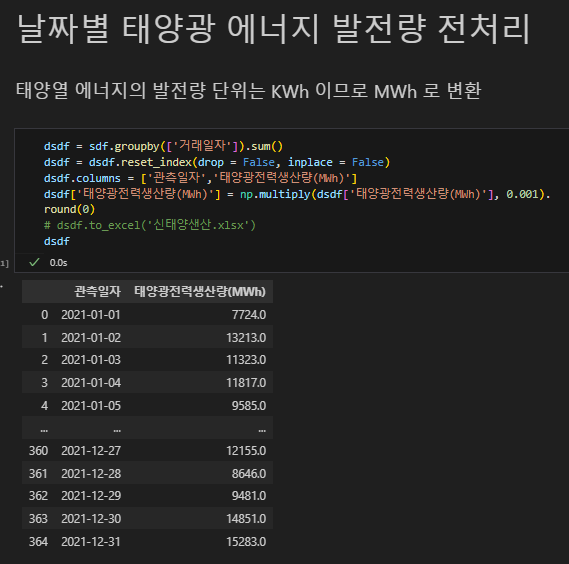 날짜별 태양광 에너지 발전량 전처리
태양열 에너지의 발전량 단위는 KWh 이므로 MWh 로 변환
dsdf = sdf.groupby(['거래일자']).sum()
dsdf = dsdf.reset_index(drop = False, inplace = False)
dsdf.columns = ['관측일자','태양광전력생산량(MWh)']
dsdf['태양광전력생산량(MWh)'] = np.multiply(dsdf['태양광전력생산량(MWh)'], 0.001).
round(0)
# dsdf.to_excel('신태양샌산.xlsx')
dsdf
1] ✓ 0.0s
관측일자 태양광전력생산량(MWh)
0 2021-01-01 7724.0
1 2021-01-02 13213.0
2 2021-01-03 11323.0
3 2021-01-04 11817.0
4 2021-01-05 9585.0
... ... ...
360 2021-12-27 12155.0
361 2021-12-28 8646.0
362 2021-12-29 9481.0
363 2021-12-30 14851.0
364 2021-12-31 15283.0